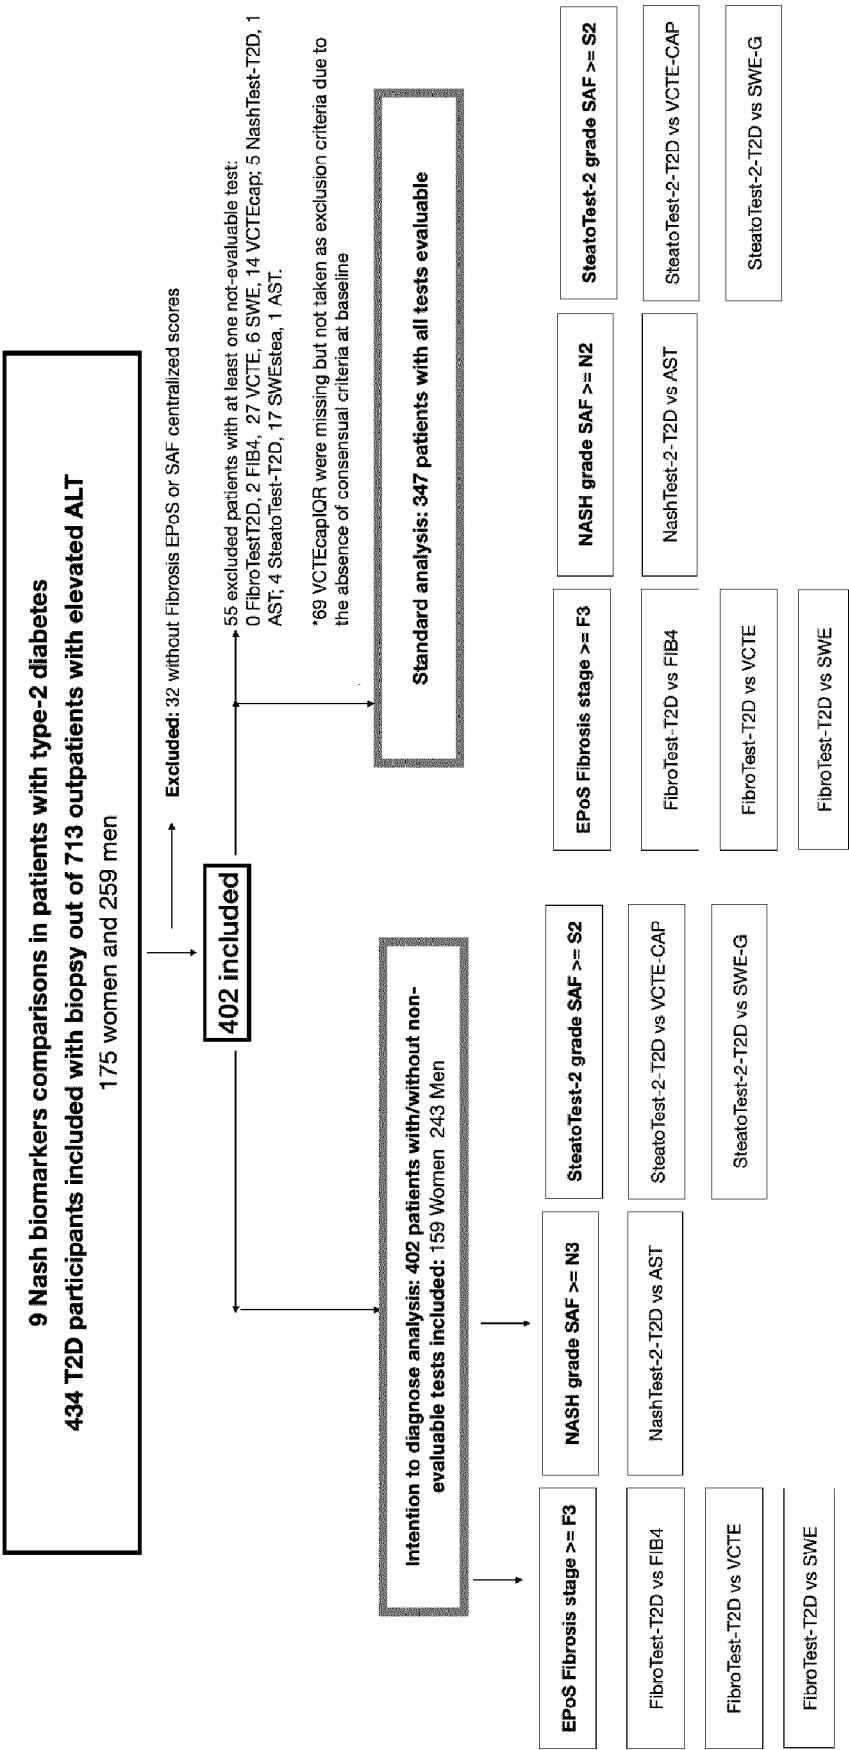 9 Nash biomarkers comparisons in patients with type-2 diabetes
434 T2D participants included with biopsy out of 713 outpatients with elevated ALT
175 women and 259 men
Excluded: 32 without Fibrosis EPoS or SAF centralized scores
402 included
55 excluded patients with at least one not-evaluable test:
0 FibroTestT2D, 2 FIB4, 27 VCTE, 6 SWE, 14 VCTEcap; 5 NashTest-T2D, 1
AST; 4 SteatoTest-T2D, 17 SWEstea, 1 AST.
*69 VCTEcapIQR were missing but not taken as exclusion criteria due to
the absence of consensual criteria at baseline
Intention to diagnose analysis: 402 patients with/without non-
evaluable tests included: 159 Women 243 Men
EPoS Fibrosis stage >= F3
FibroTest-T2D vs FIB4
FibroTest-T2D vs VCTE
FibroTest-T2D vs SWE
NASH grade SAF >= N3
NashTest-2-T2D vs AST
SteatoTest-2 grade SAF >= S2
SteatoTest-2-T2D vs VCTE-CAP
SteatoTest-2-T2D vs SWE-G
Standard analysis: 347 patients with all tests evaluable
EPoS Fibrosis stage >= F3
FibroTest-T2D vs FIB4
FibroTest-T2D vs VCTE
FibroTest-T2D vs SWE
NASH grade SAF >= N2
NashTest-2-T2D vs AST
SteatoTest-2 grade SAF >= S2
SteatoTest-2-T2D vs VCTE-CAP
SteatoTest-2-T2D vs SWE-G